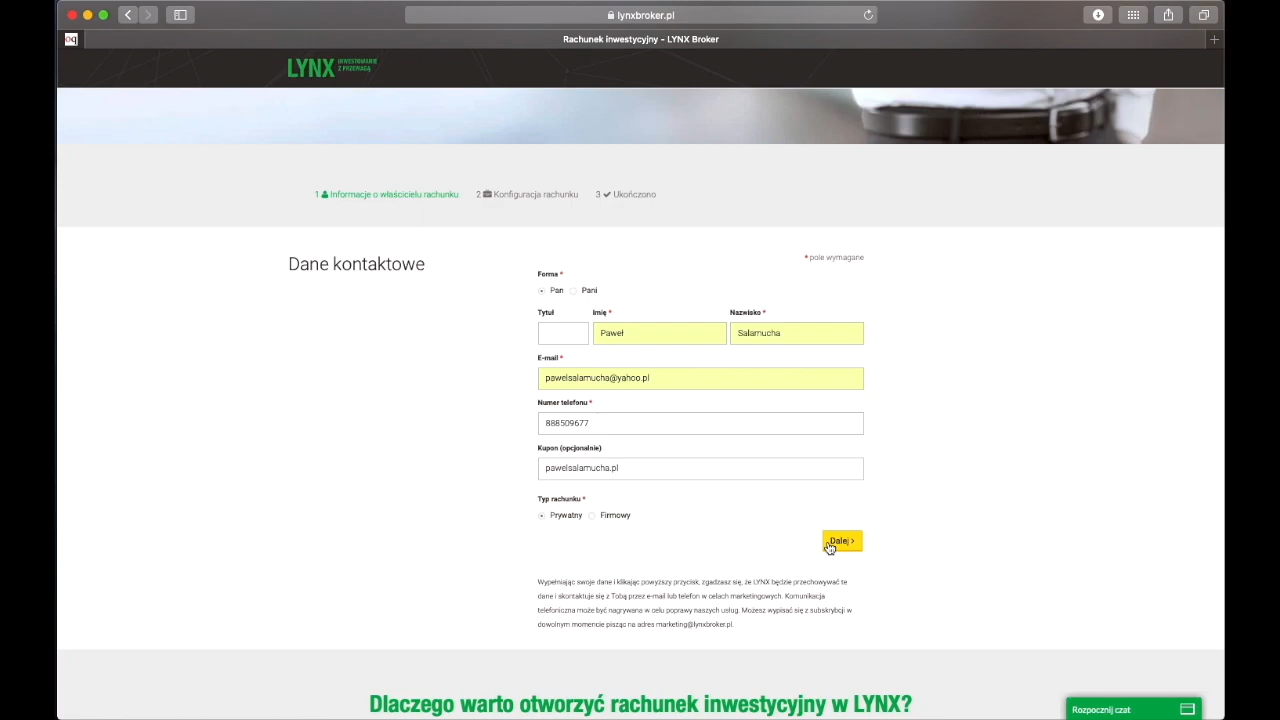 lynxbroker.pl
oq
Rachunek inwestycyjny – LYNX Broker
LYNX INWESTOWANIE
Z PRZEWAGĄ
1 Informacje o właścicielu rachunku 2 Konfiguracja rachunku 3 Ukończono
Dane kontaktowe
* pole wymagane
Forma *
Pan Pani
Tytuł Imię * Nazwisko *
Paweł Salamucha
E-mail *
pawelsalamucha@yahoo.pl
Numer telefonu *
888509677
Kupon (opcjonalnie)
pawelsalamucha.pl
Typ rachunku *
Prywatny Firmowy
Dalej >
Wypełniając swoje dane i klikając powyższy przycisk, zgadzasz się, że LYNX będzie przechowywać te
dane i skontaktuje się z Tobą przez e-mail lub telefon w celach marketingowych. Komunikacja
telefoniczna może być nagrywana w celu poprawy naszych usług. Możesz wypisać się z subskrybcji w
dowolnym momencie pisząc na adres marketing@lynxbroker.pl.
Dlaczego warto otworzyć rachunek inwestycyjny w LYNX?
Rozpocznij czat